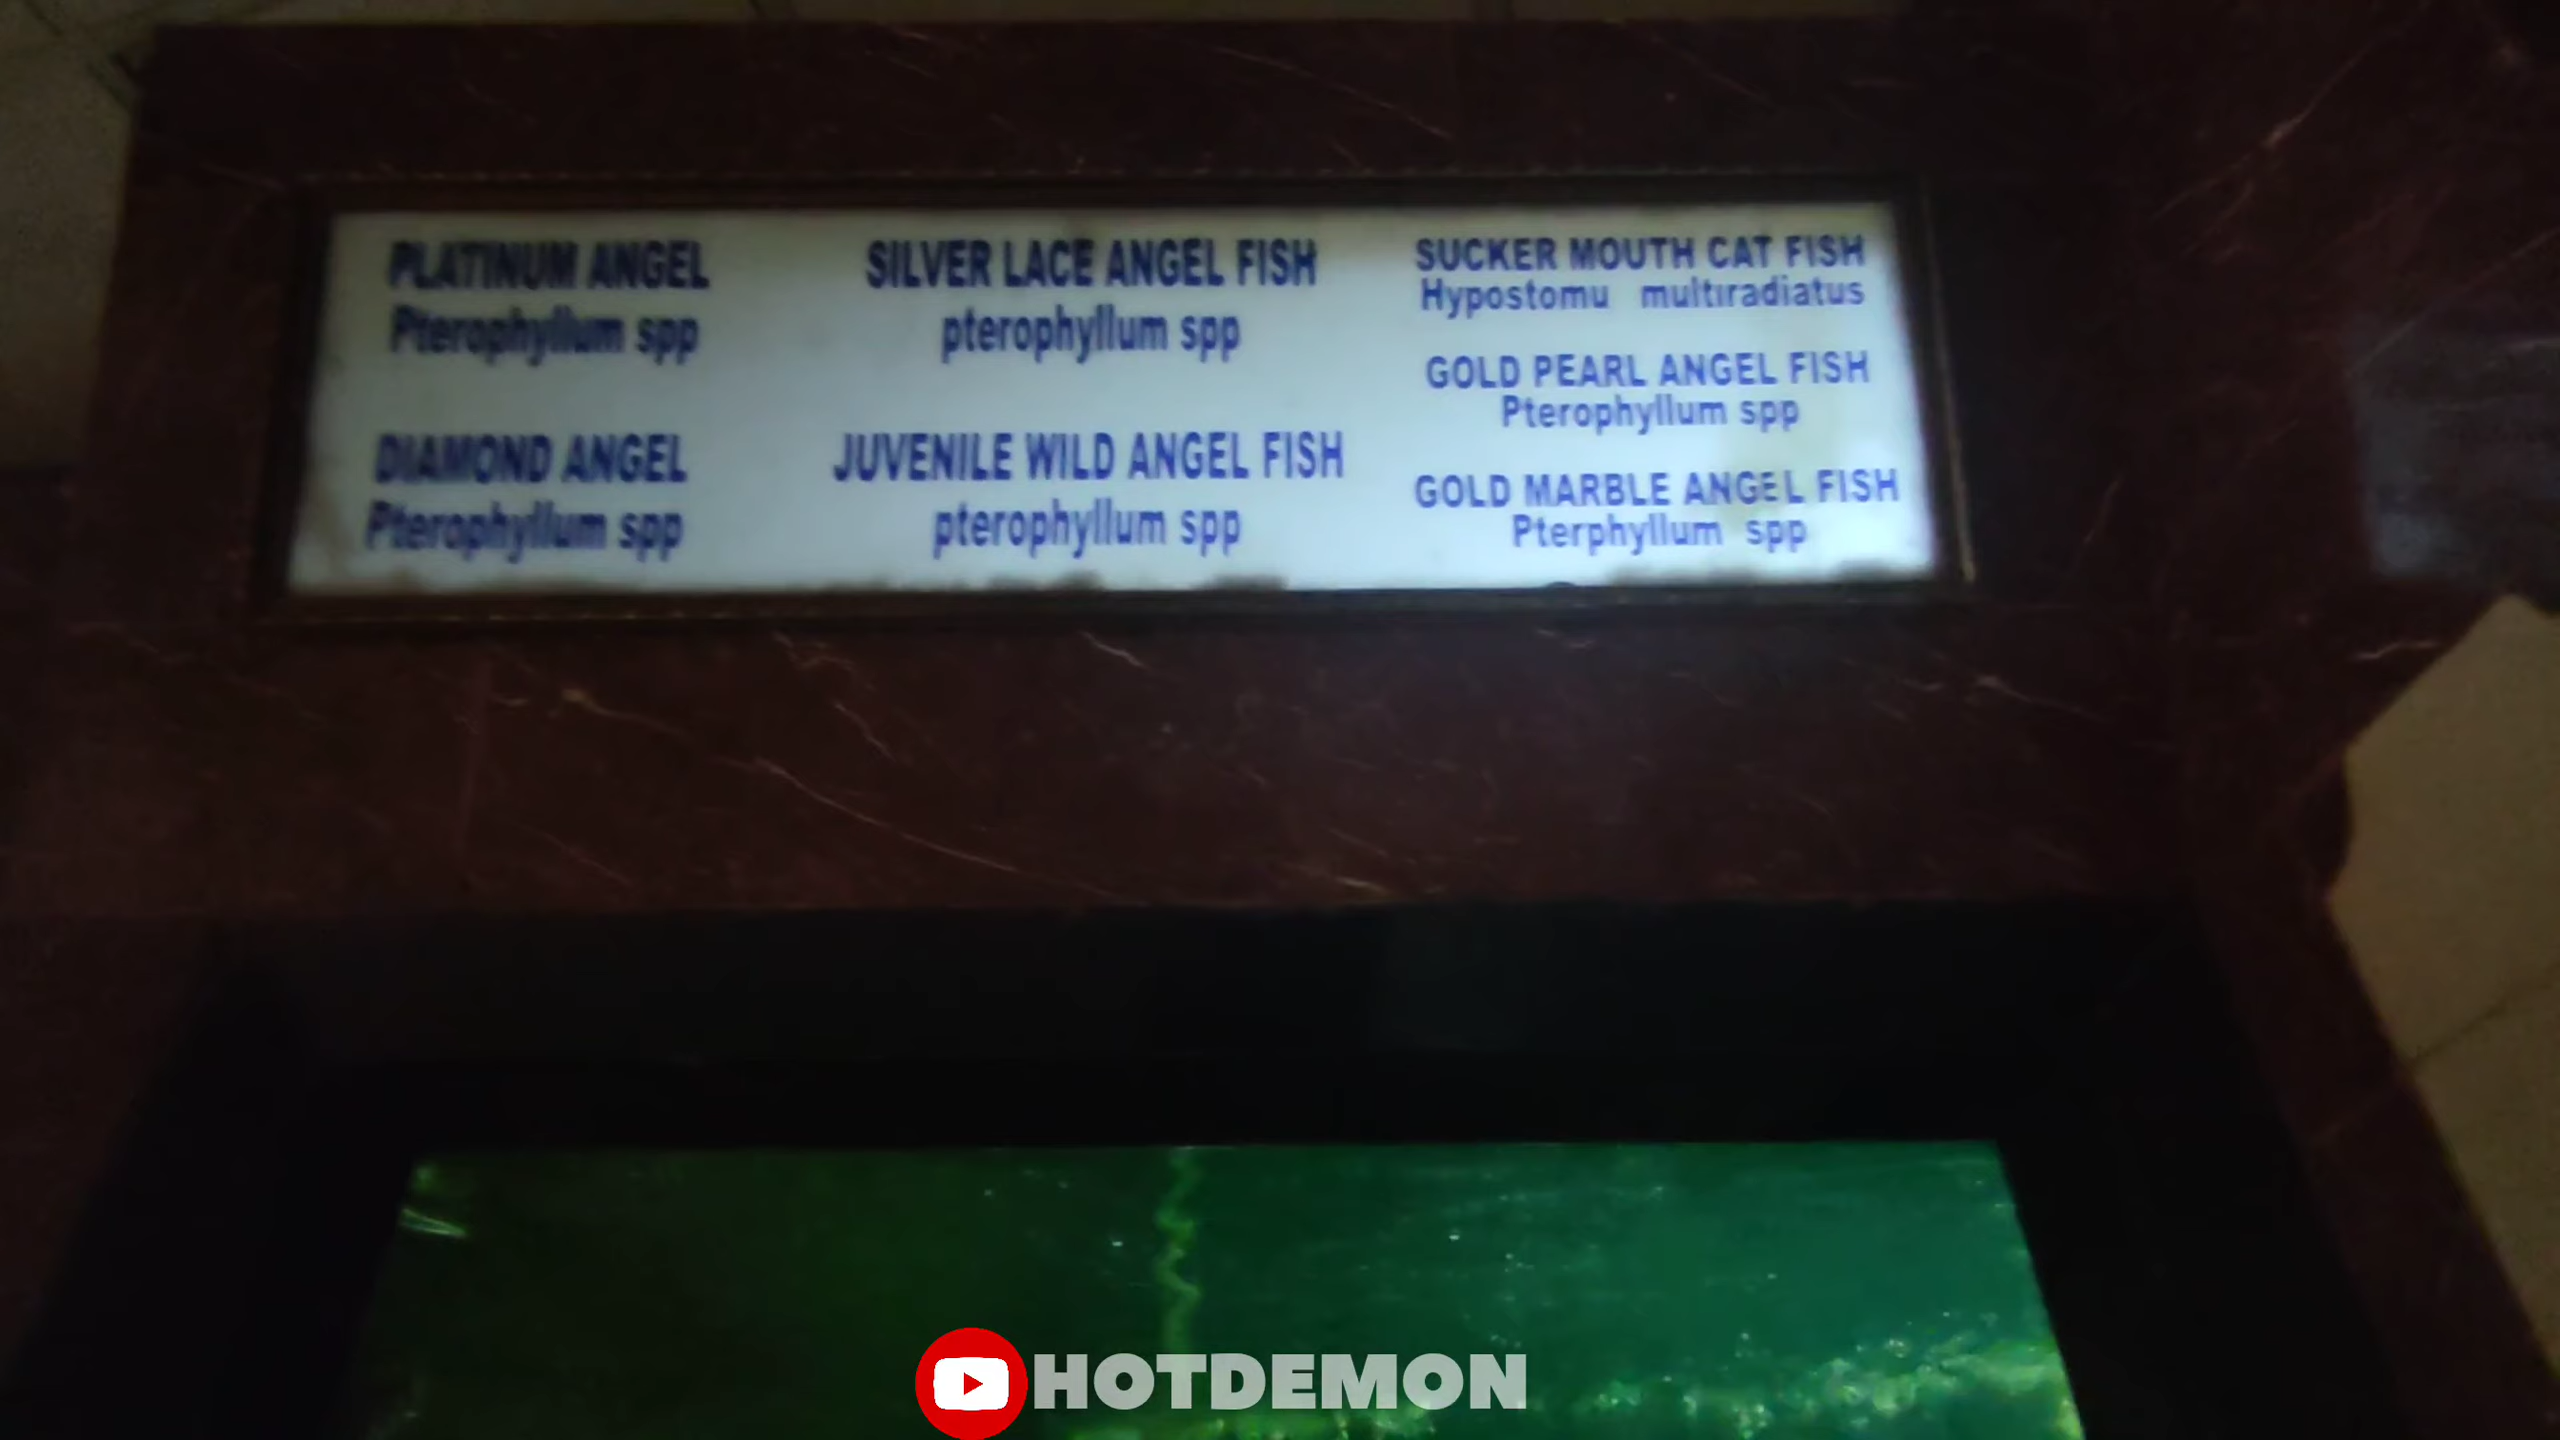 PLATINUM ANGEL
Pterophyllum spp
DIAMOND ANGEL
Pterophyllum spp
SILVER LACE ANGEL FISH
pterophyllum spp
JUVENILE WILD ANGEL FISH
pterophyllum spp
SUCKER MOUTH CAT FISH
Hypostomu multiradiatus
GOLD PEARL ANGEL FISH
Pterophyllum spp
GOLD MARBLE ANGEL FISH
Pterphyllum spp
HOTDEMON